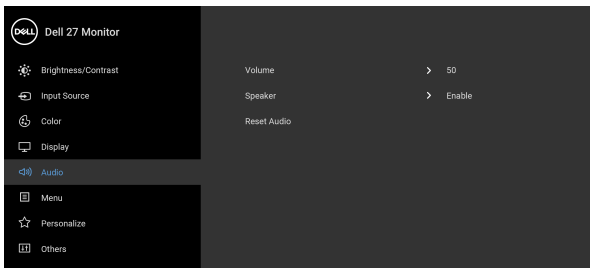 DELL Dell 27 Monitor
Brightness/Contrast Volume 50
Input Source Speaker Enable
Color Reset Audio
Display
Audio
Menu
Personalize
Others